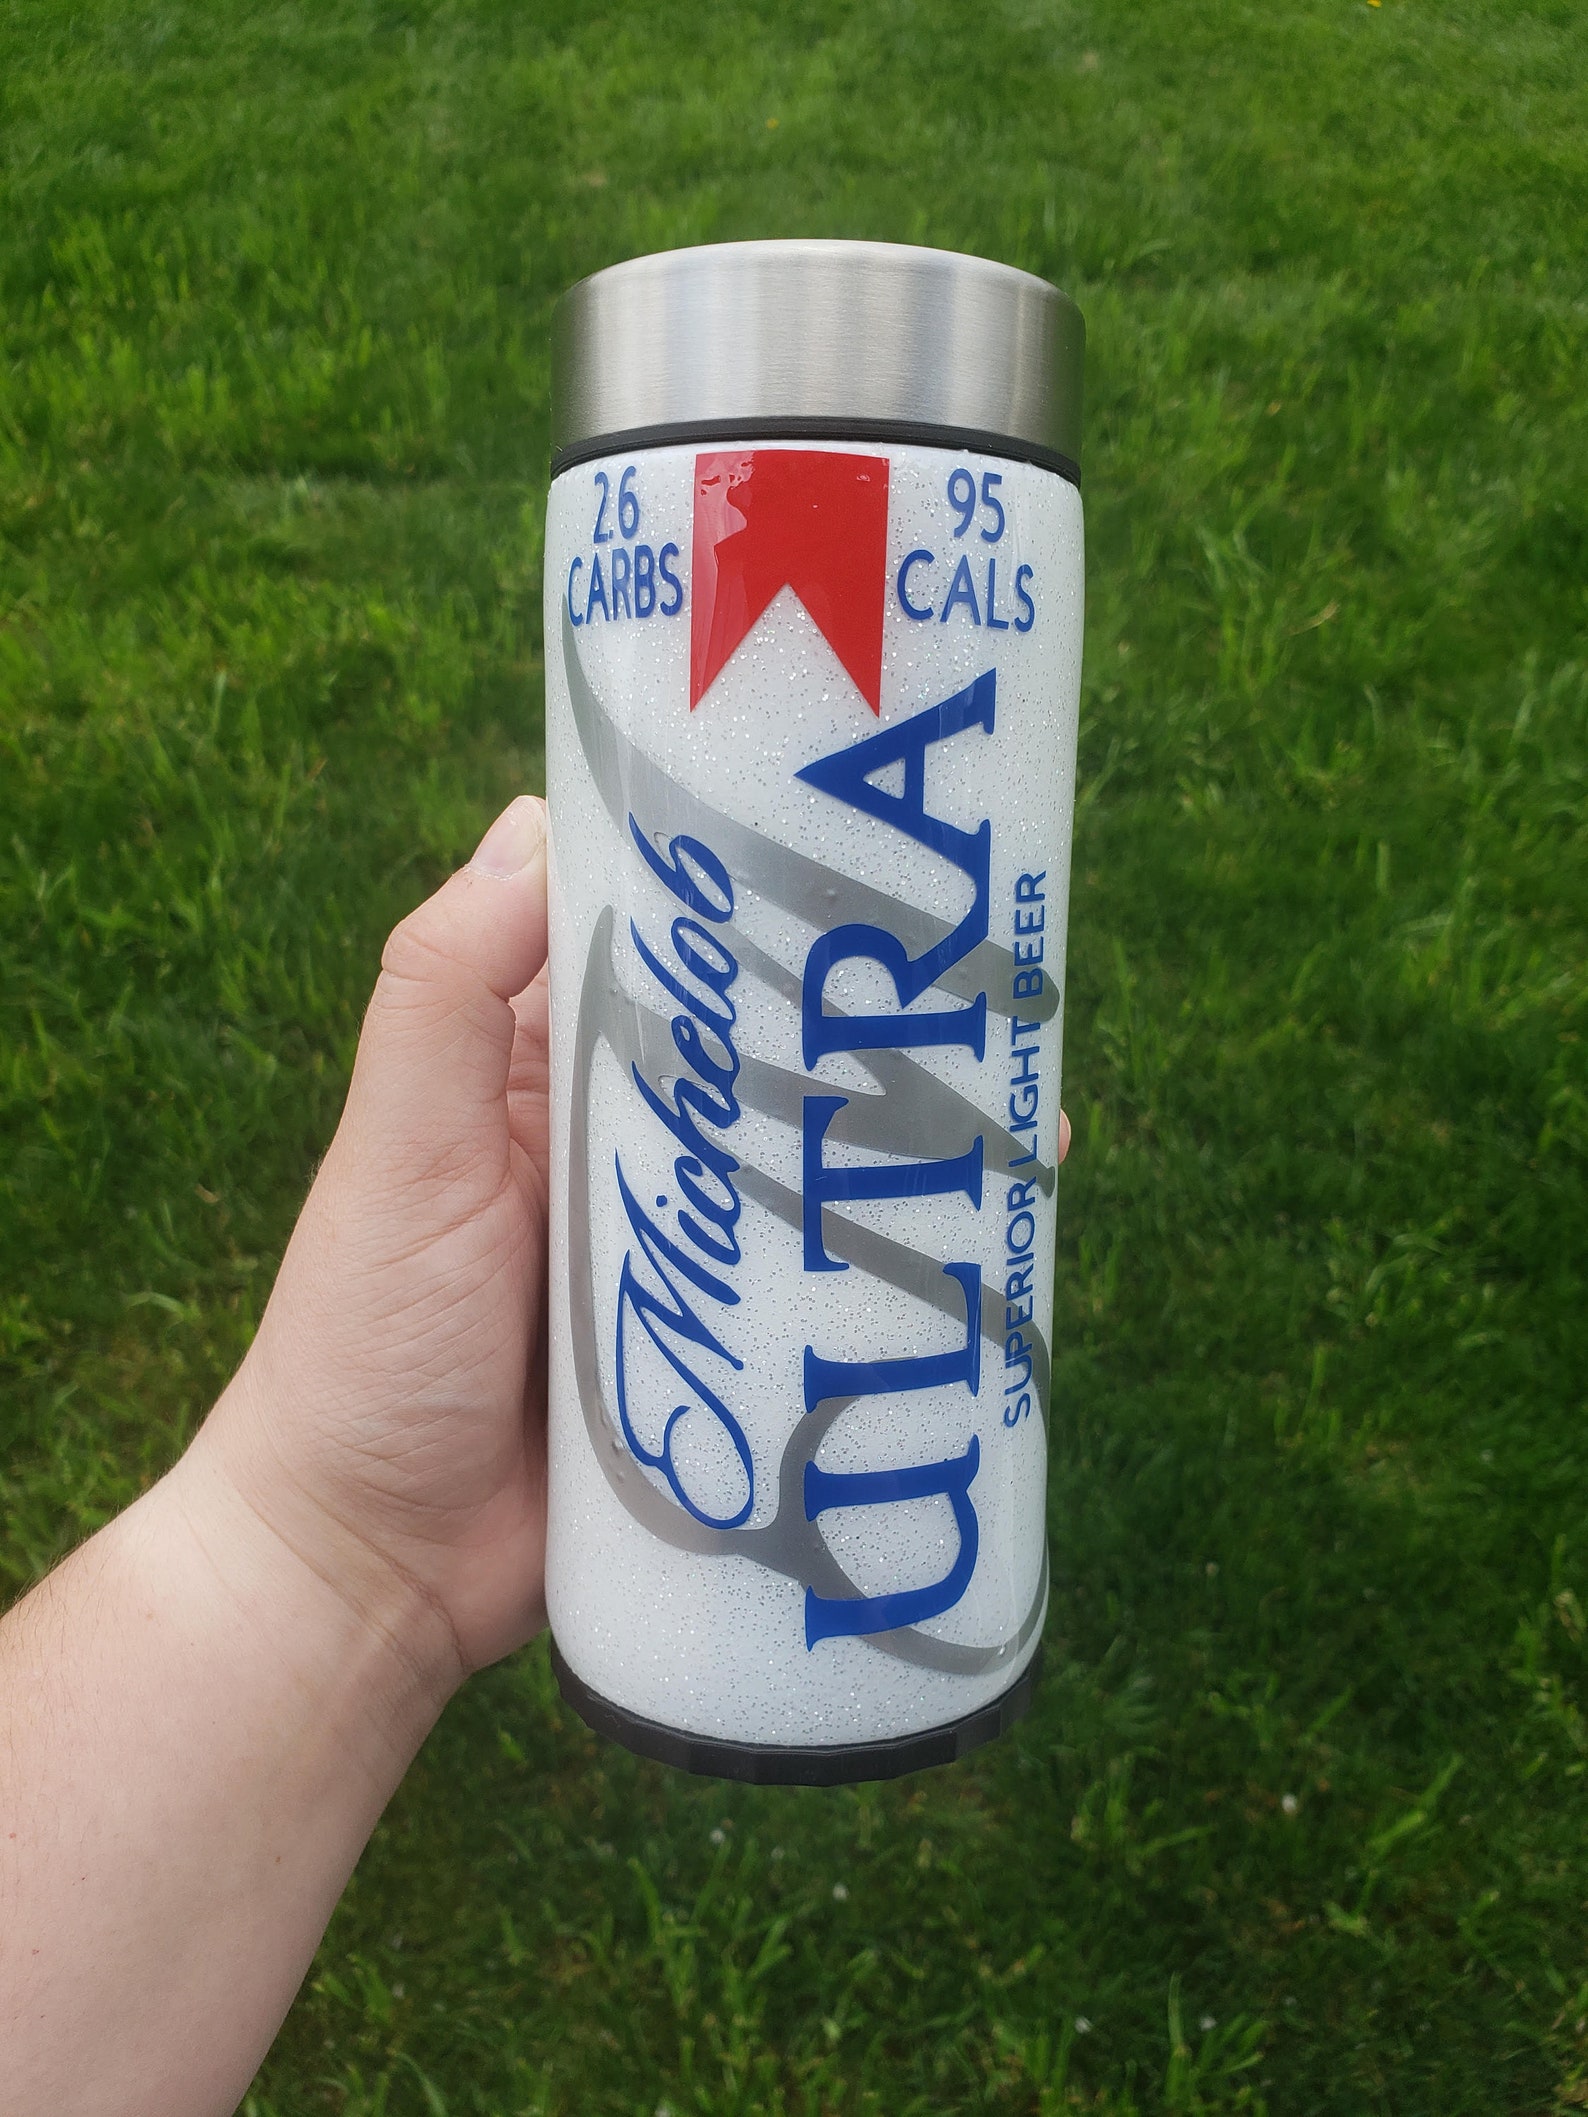 2.6
CARBS
95
CALS
Michelob
ULTRA
SUPERIOR LIGHT BEER